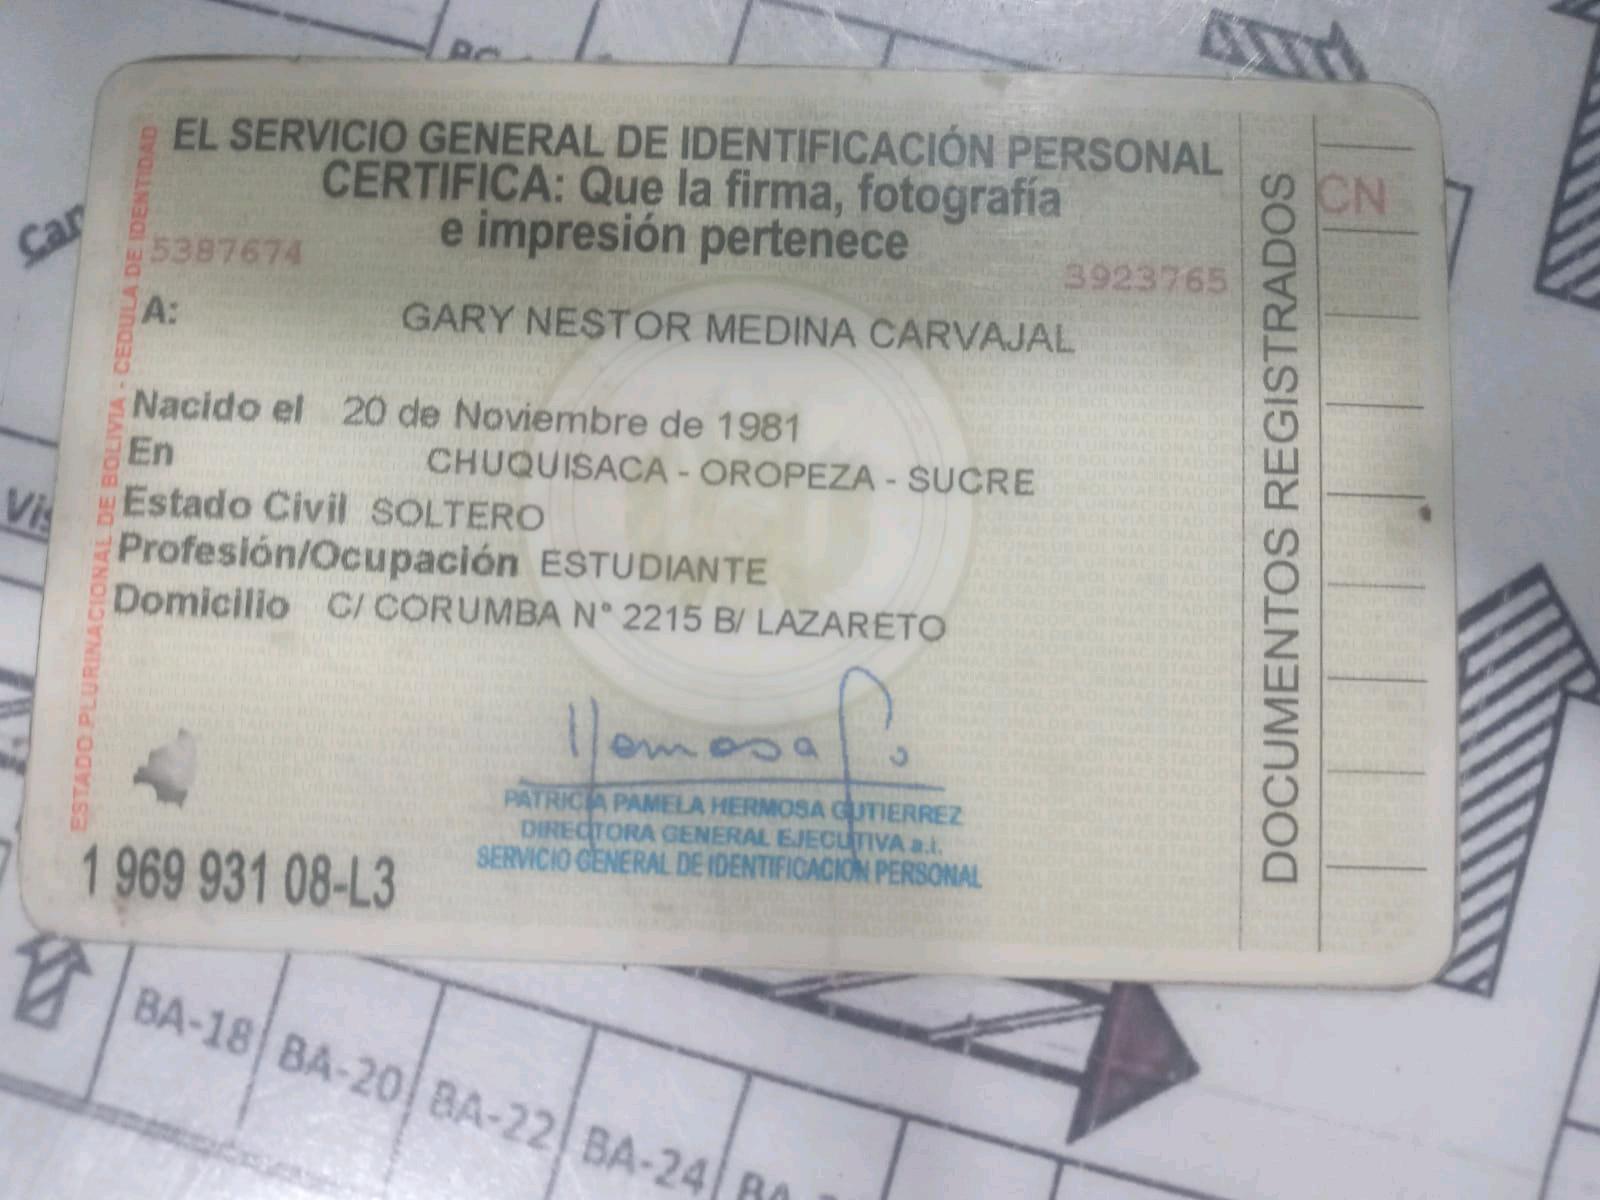 EL SERVICIO GENERAL DE IDENTIFICACIÓN PERSONAL
CERTIFICA: Que la firma, fotografía
e impresión pertenece
5387674
3923765
A: GARY NESTOR MEDINA CARVAJAL
Nacido el 20 de Noviembre de 1981
En CHUQUISACA - OROPEZA - SUCRE
Estado Civil SOLTERO
Profesión/Ocupación ESTUDIANTE
Domicilio C/ CORUMBA N° 2215 B/ LAZARETO
Hermosa
PATRICIA PAMELA HERMOSA GUTIERREZ
DIRECTORA GENERAL EJECUTIVA a.i.
SERVICIO GENERAL DE IDENTIFICACION PERSONAL
1 969 931 08-L3
ESTADO PLURINACIONAL DE BOLIVIA - CEDULA DE IDENTIDAD
DOCUMENTOS REGISTRADOS
CN
BA-18
BA-20
BA-22
BA-24